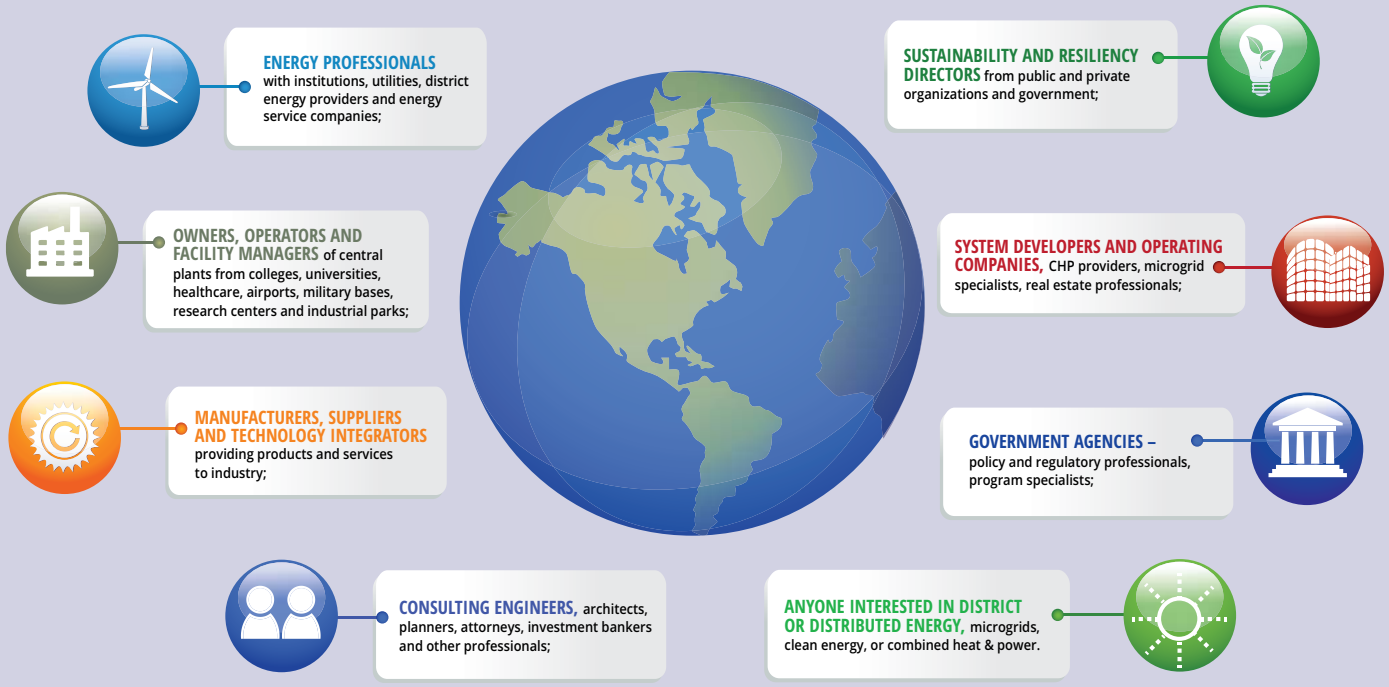 ENERGY PROFESSIONALS
with institutions, utilities, district
energy providers and energy
service companies;
OWNERS, OPERATORS AND
FACILITY MANAGERS of central
plants from colleges, universities,
healthcare, airports, military bases,
research centers and industrial parks;
MANUFACTURERS, SUPPLIERS
AND TECHNOLOGY INTEGRATORS
providing products and services
to industry;
CONSULTING ENGINEERS, architects,
planners, attorneys, investment bankers
and other professionals;
SUSTAINABILITY AND RESILIENCY
DIRECTORS from public and private
organizations and government;
SYSTEM DEVELOPERS AND OPERATING
COMPANIES, CHP providers, microgrid
specialists, real estate professionals;
GOVERNMENT AGENCIES –
policy and regulatory professionals,
program specialists;
ANYONE INTERESTED IN DISTRICT
OR DISTRIBUTED ENERGY, microgrids,
clean energy, or combined heat & power.